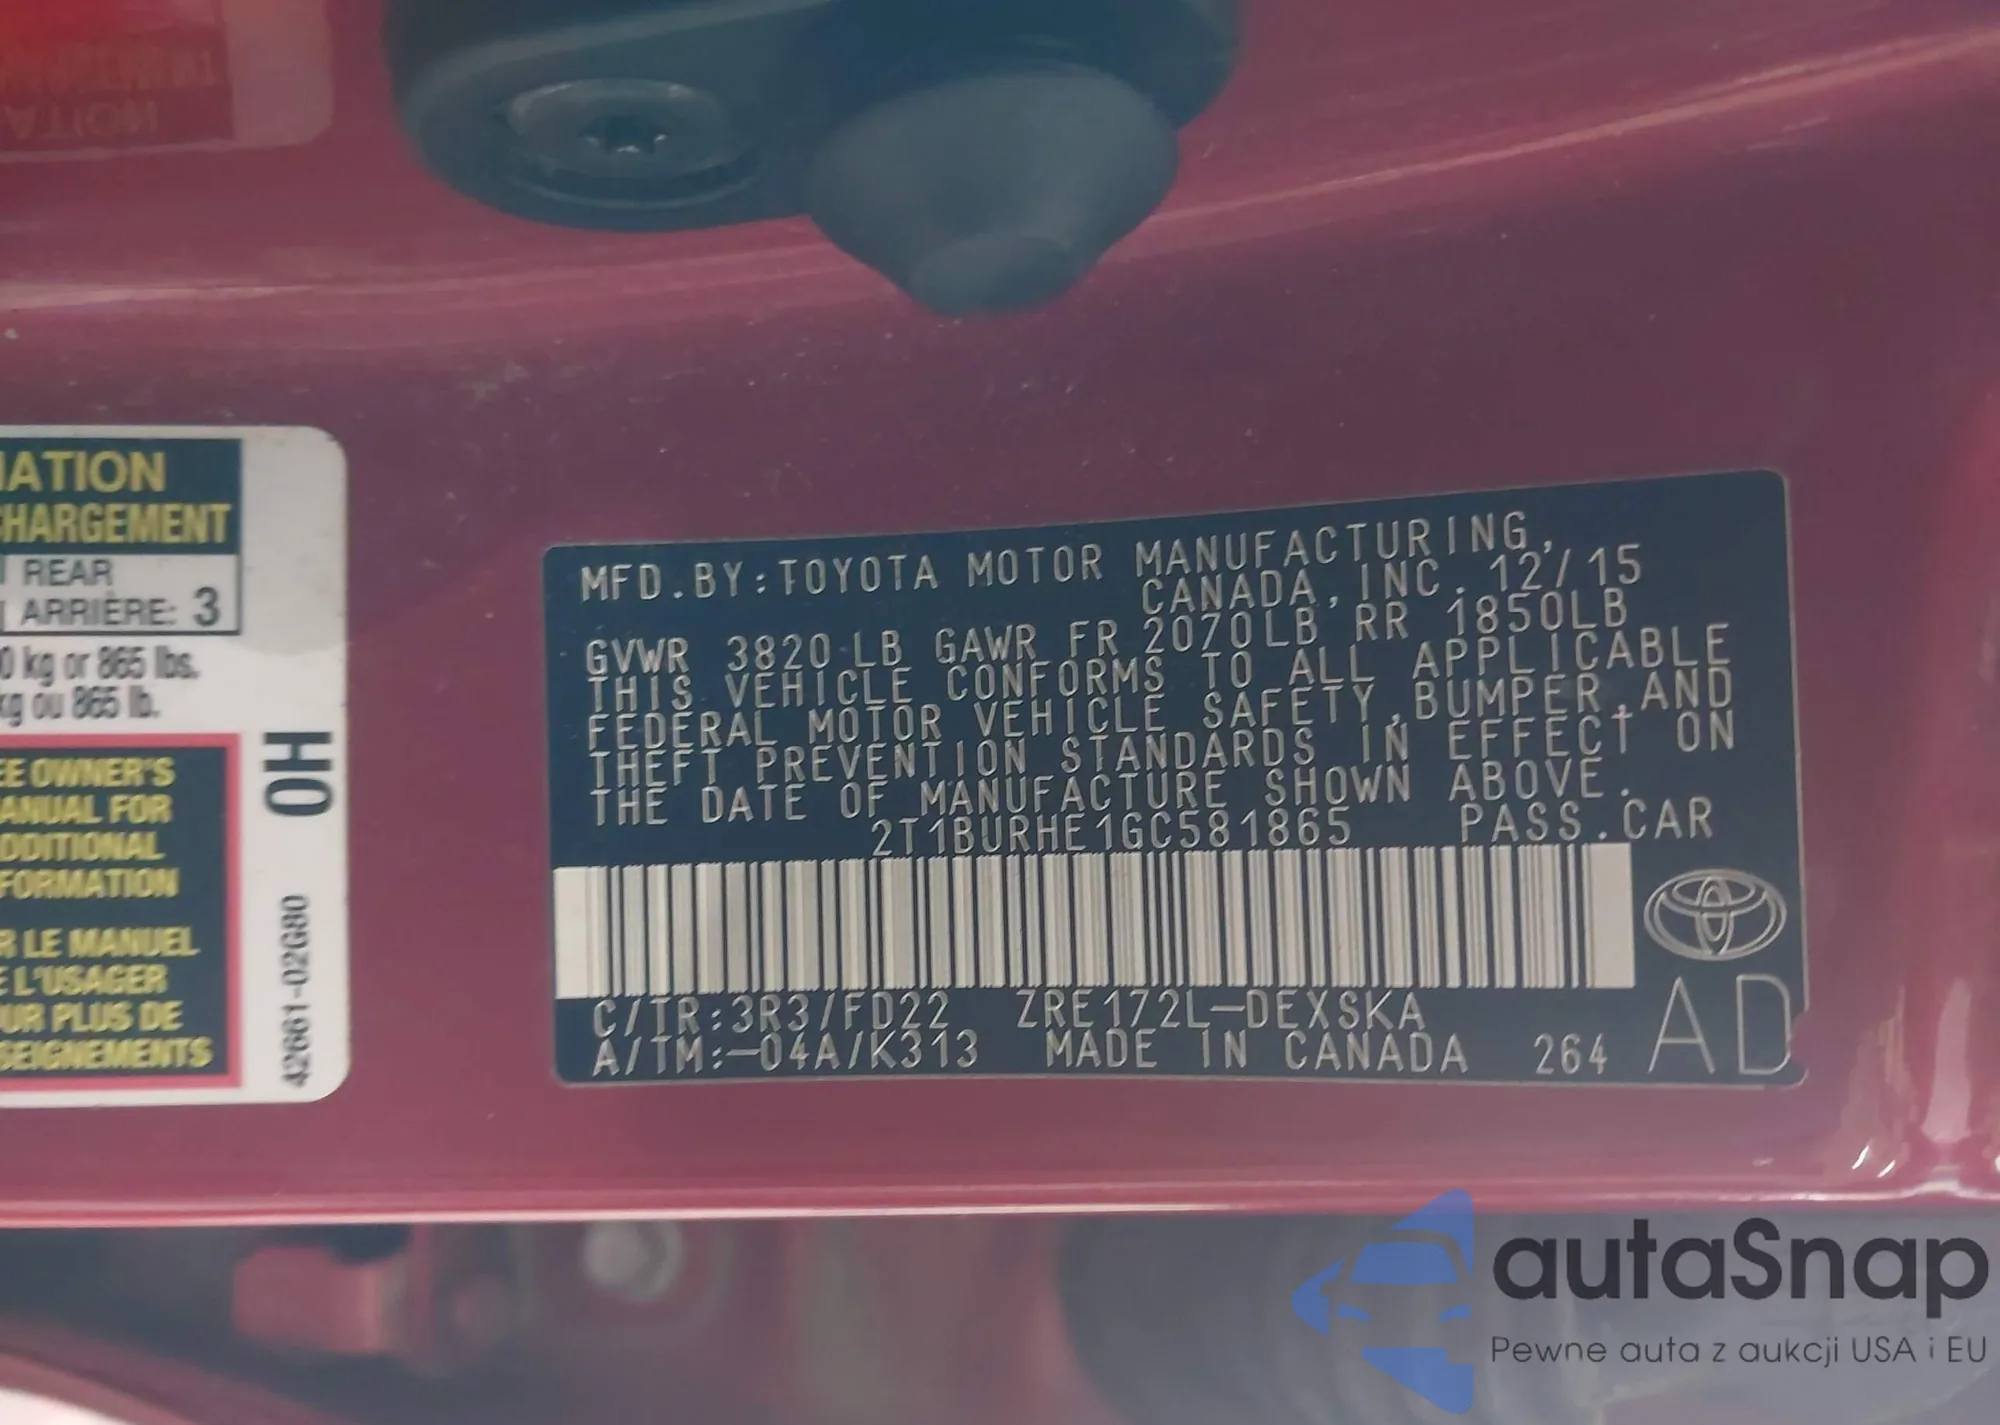 IATION
CHARGEMENT
REAR
ARRIÈRE: 3
0 kg or 865 lbs.
kg ou 865 lb.
EE OWNER'S
ANUAL FOR
DDITIONAL
FORMATION
R LE MANUEL
E L'USAGER
UR PLUS DE
SEIGNEMENTS
0H
42661-02G80
MFD.BY:TOYOTA MOTOR MANUFACTURING,
CANADA,INC. 12/15
GVWR 3820 LB GAWR FR 2070LB RR 1850LB
THIS VEHICLE CONFORMS TO ALL APPLICABLE
FEDERAL MOTOR VEHICLE SAFETY,BUMPER,AND
THEFT PREVENTION STANDARDS IN EFFECT ON
THE DATE OF MANUFACTURE SHOWN ABOVE.
2T1BURHE1GC581865 PASS.CAR
C/TR:3R3/FD22 ZRE172L-DEXSKA
A/TM:-04A/K313 MADE IN CANADA 264
AD
autaSnap
Pewne auta z aukcji USA i EU